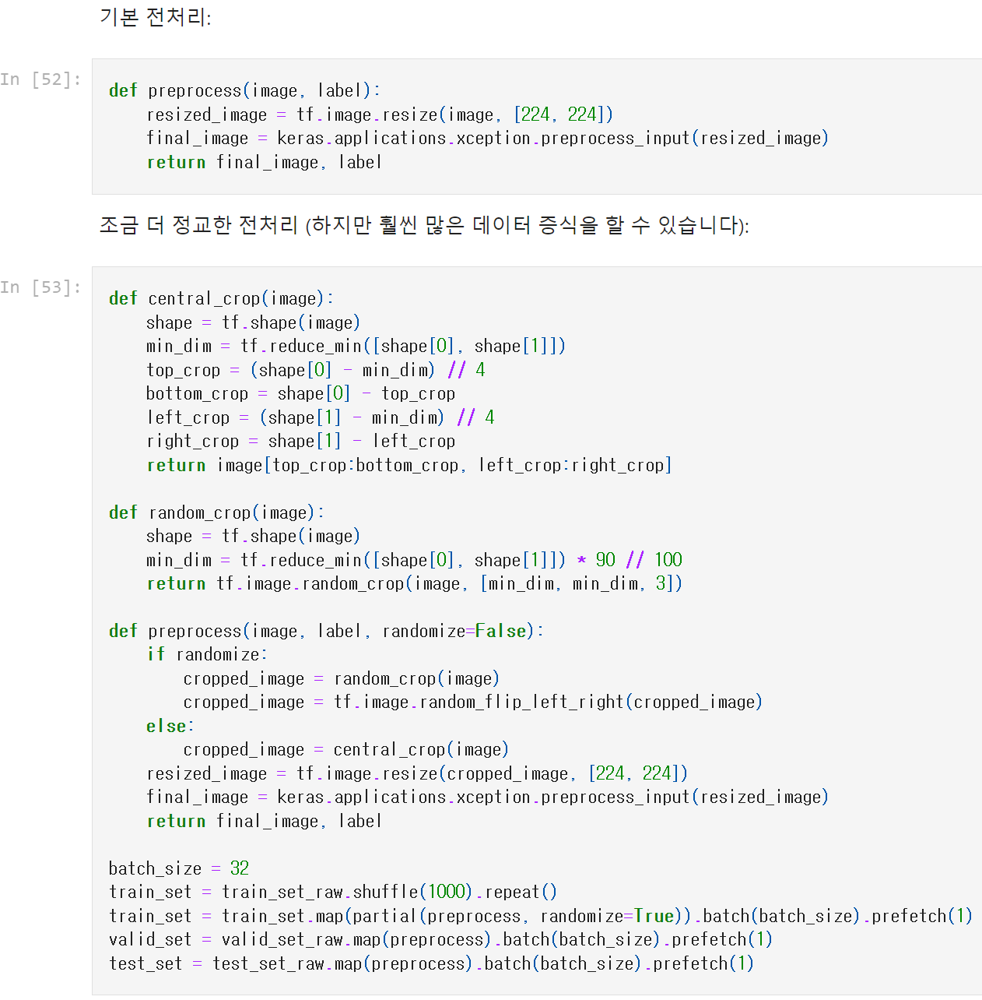 기본 전처리:
In [52]:
def preprocess(image, label):
    resized_image = tf.image.resize(image, [224, 224])
    final_image = keras.applications.xception.preprocess_input(resized_image)
    return final_image, label
조금 더 정교한 전처리 (하지만 훨씬 많은 데이터 증식을 할 수 있습니다):
In [53]:
def central_crop(image):
    shape = tf.shape(image)
    min_dim = tf.reduce_min([shape[0], shape[1]])
    top_crop = (shape[0] - min_dim) // 4
    bottom_crop = shape[0] - top_crop
    left_crop = (shape[1] - min_dim) // 4
    right_crop = shape[1] - left_crop
    return image[top_crop:bottom_crop, left_crop:right_crop]

def random_crop(image):
    shape = tf.shape(image)
    min_dim = tf.reduce_min([shape[0], shape[1]]) * 90 // 100
    return tf.image.random_crop(image, [min_dim, min_dim, 3])

def preprocess(image, label, randomize=False):
    if randomize:
        cropped_image = random_crop(image)
        cropped_image = tf.image.random_flip_left_right(cropped_image)
    else:
        cropped_image = central_crop(image)
    resized_image = tf.image.resize(cropped_image, [224, 224])
    final_image = keras.applications.xception.preprocess_input(resized_image)
    return final_image, label

batch_size = 32
train_set = train_set_raw.shuffle(1000).repeat()
train_set = train_set.map(partial(preprocess, randomize=True)).batch(batch_size).prefetch(1)
valid_set = valid_set_raw.map(preprocess).batch(batch_size).prefetch(1)
test_set = test_set_raw.map(preprocess).batch(batch_size).prefetch(1)